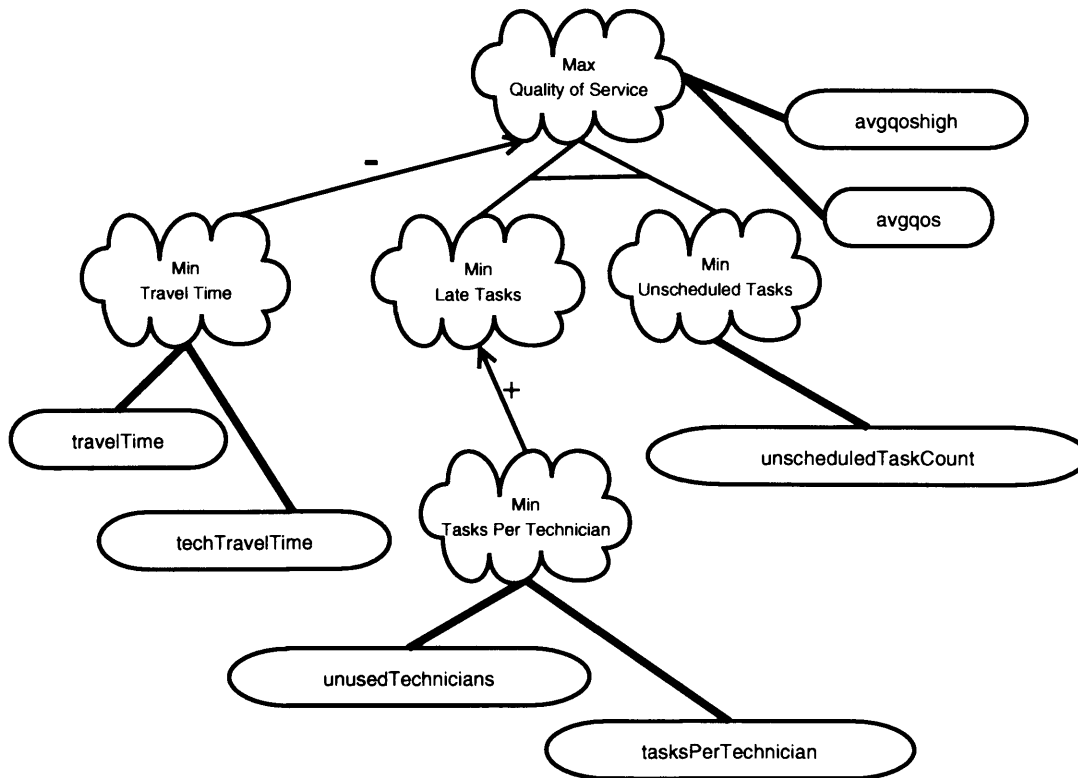 Max
Quality of Service
avgqoshigh
-
avgqos
Min
Travel Time
Min
Late Tasks
Min
Unscheduled Tasks
+
travelTime
unscheduledTaskCount
Min
Tasks Per Technician
techTravelTime
unusedTechnicians
tasksPerTechnician